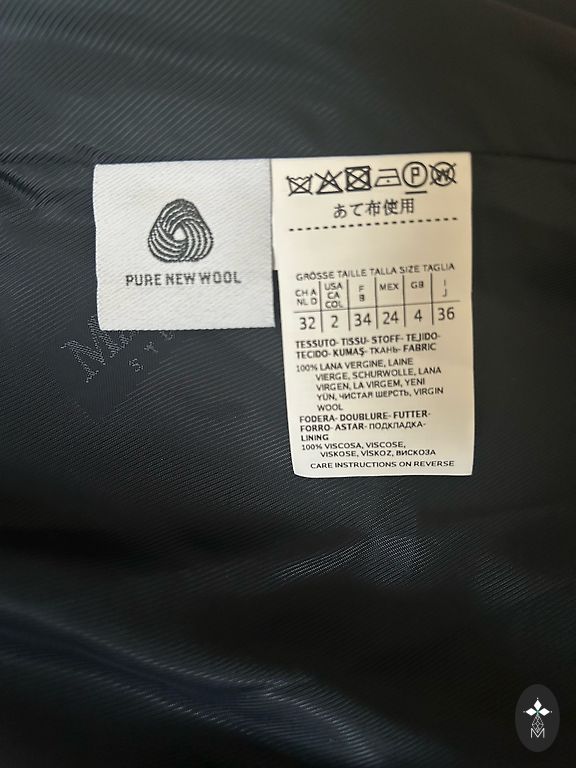 PURE NEW WOOL
あて布使用
GRÖSSE TAILLE TALLA SIZE TAGLIA
CH A NL D
USA CA COL
F B
MEX
GB
I J
32 2 34 24 4 36
TESSUTO- TISSU- STOFF- TEJIDO-
TECIDO- KUMAŞ- ТКАНЬ- FABRIC
100% LANA VERGINE, LAINE
VIERGE, SCHURWOLLE, LANA
VIRGEN, LA VIRGEM, YENI
YÜN, ЧИСТАЯ ШЕРСТЬ, VIRGIN
WOOL
FODERA- DOUBLURE- FUTTER-
FORRO- ASTAR- ПОДКЛАДКА-
LINING
100% VISCOSA, VISCOSE,
VISKOSE, VİSKOZ, ВИСКОЗА
CARE INSTRUCTIONS ON REVERSE